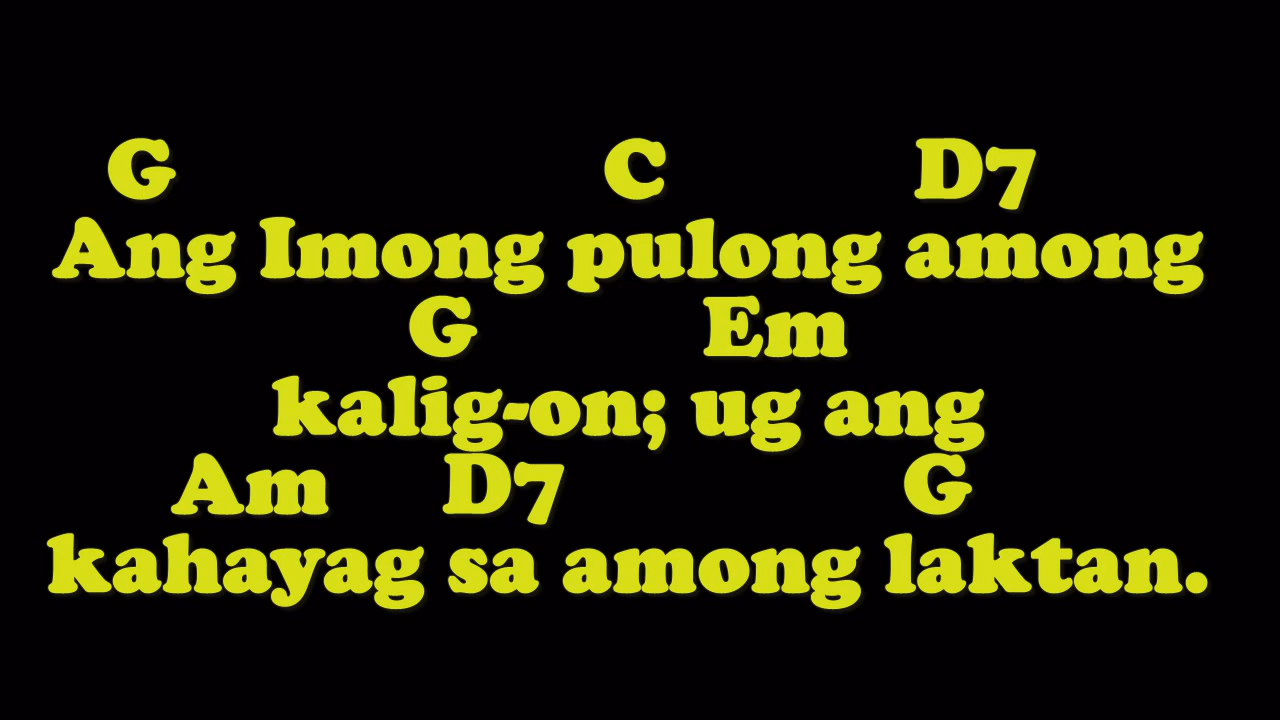 G C D7
Ang Imong pulong among
G Em
kalig-on; ug ang
Am D7 G
kahayag sa among laktan.